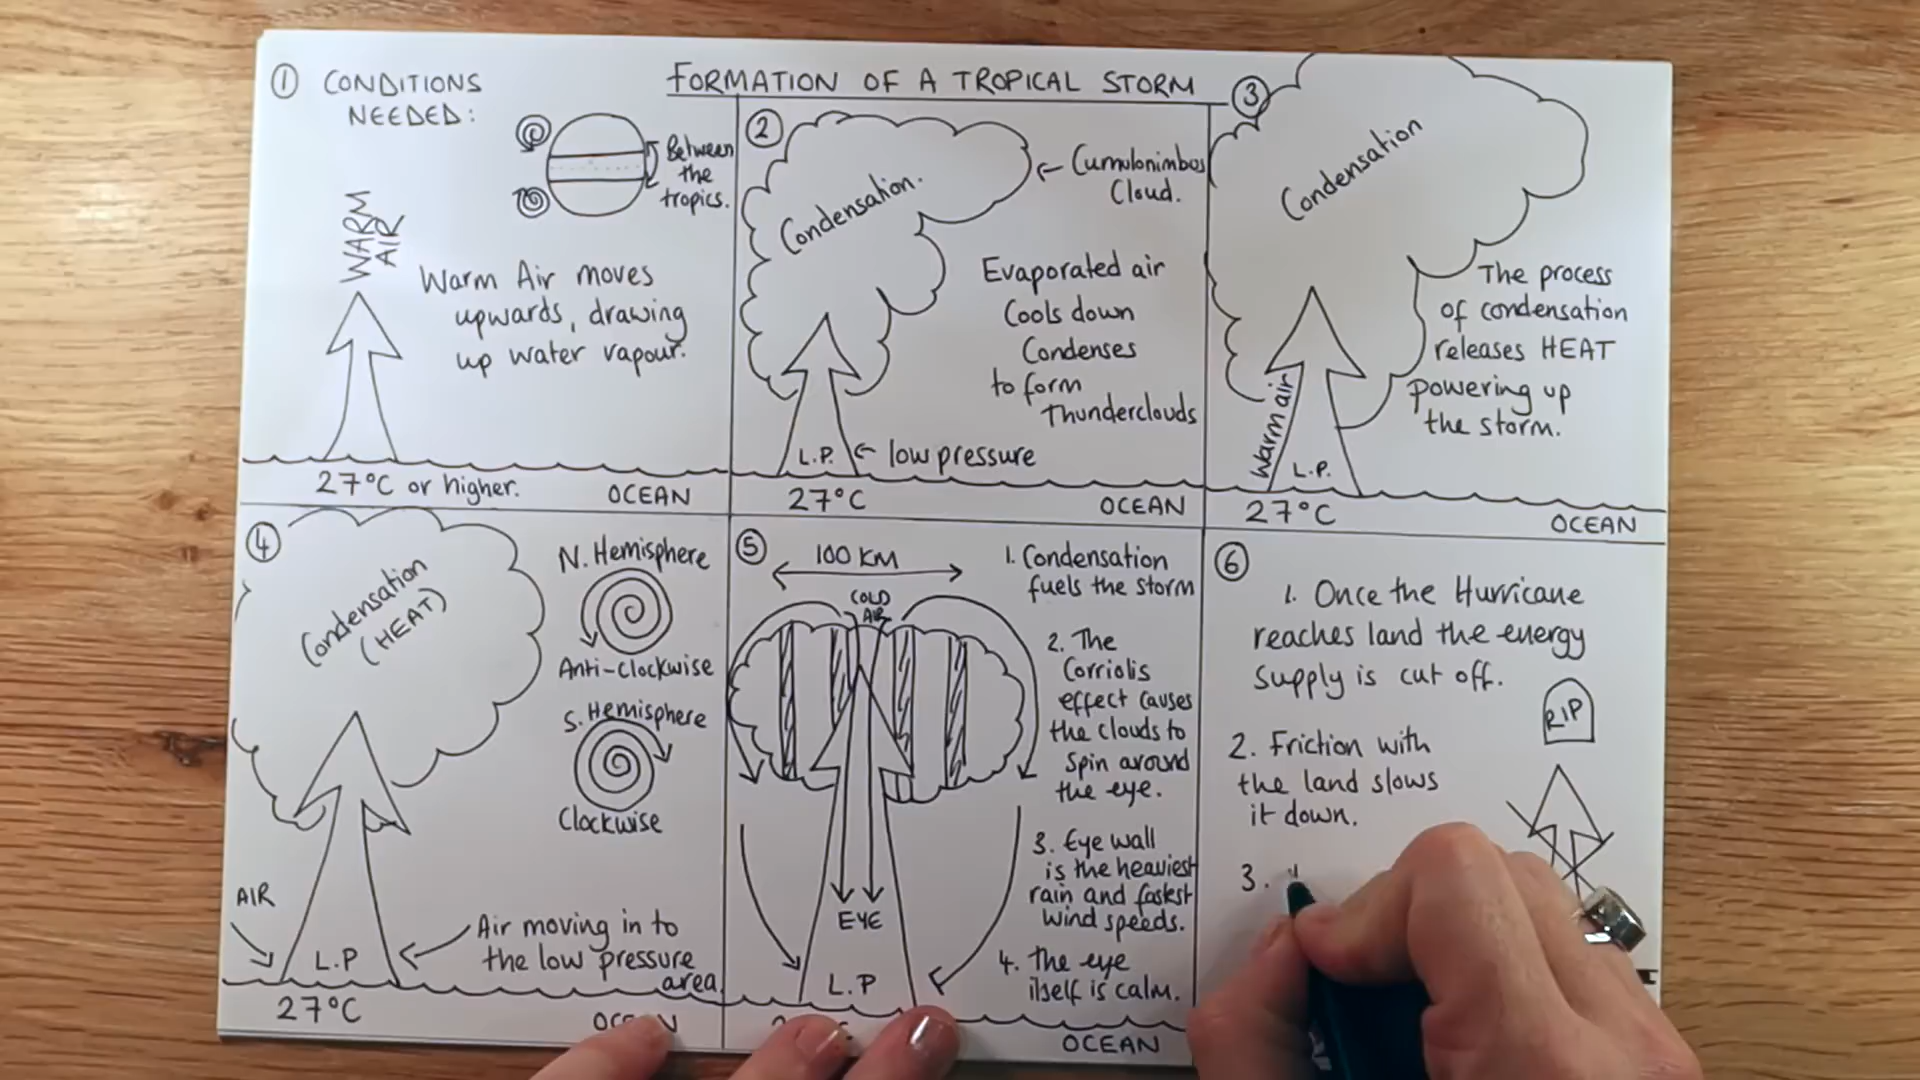 FORMATION OF A TROPICAL STORM
1 CONDITIONS
NEEDED:
Between
the
tropics.
WARM
AIR
Warm Air moves
upwards, drawing
up water vapour.
27°C or higher.
OCEAN
2
Condensation.
Cumulonimbus
Cloud.
Evaporated air
Cools down
Condenses
to form
Thunderclouds
L.P.
low pressure
27°C
OCEAN
3
Condensation
The process
of condensation
releases HEAT
powering up
the storm.
Warm air
L.P.
27°C
OCEAN
4
Condensation
(HEAT)
N. Hemisphere
Anti-Clockwise
S. Hemisphere
Clockwise
AIR
L.P
Air moving in to
the low pressure
area.
27°C
OCEAN
5
100 KM
COLD
AIR
EYE
L.P
1. Condensation
fuels the storm
2. The
Corriolis
effect causes
the clouds to
spin around
the eye.
3. Eye wall
is the heaviest
rain and fastest
wind speeds.
4. The eye
itself is calm.
OCEAN
6
1. Once the Hurricane
reaches land the energy
supply is cut off.
RIP
2. Friction with
the land slows
it down.
3.